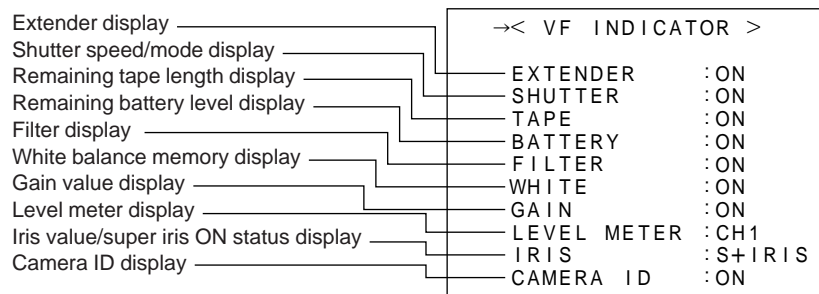 Extender display
Shutter speed/mode display
Remaining tape length display
Remaining battery level display
Filter display
White balance memory display
Gain value display
Level meter display
Iris value/super iris ON status display
Camera ID display
→< VF INDICATOR >
EXTENDER :ON
SHUTTER :ON
TAPE :ON
BATTERY :ON
FILTER :ON
WHITE :ON
GAIN :ON
LEVEL METER :CH1
IRIS :S+IRIS
CAMERA ID :ON